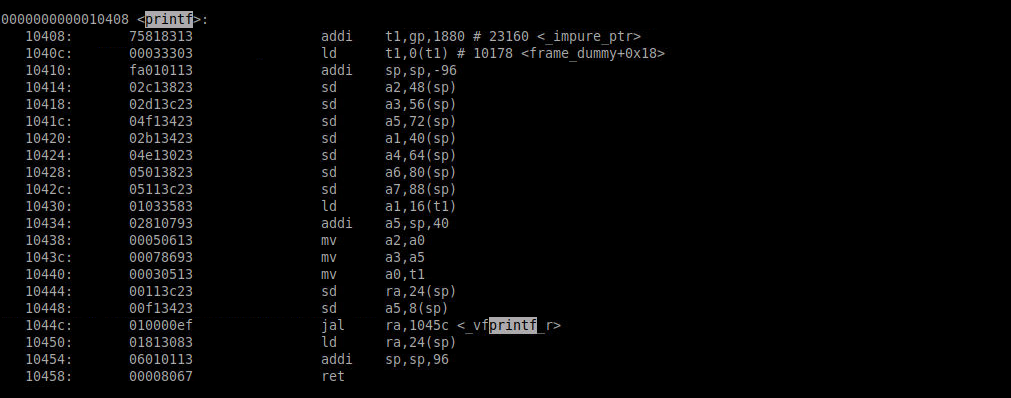 0000000000010408 <printf>:
10408: 75818313 addi t1,gp,1880 # 23160 <_impure_ptr>
1040c: 00033303 ld t1,0(t1) # 10178 <frame_dummy+0x18>
10410: fa010113 addi sp,sp,-96
10414: 02c13823 sd a2,48(sp)
10418: 02d13c23 sd a3,56(sp)
1041c: 04f13423 sd a5,72(sp)
10420: 02b13423 sd a1,40(sp)
10424: 04e13023 sd a4,64(sp)
10428: 05013823 sd a6,80(sp)
1042c: 05113c23 sd a7,88(sp)
10430: 01033583 ld a1,16(t1)
10434: 02810793 addi a5,sp,40
10438: 00050613 mv a2,a0
1043c: 00078693 mv a3,a5
10440: 00030513 mv a0,t1
10444: 00113c23 sd ra,24(sp)
10448: 00f13423 sd a5,8(sp)
1044c: 010000ef jal ra,1045c <_vfprintf_r>
10450: 01813083 ld ra,24(sp)
10454: 06010113 addi sp,sp,96
10458: 00008067 ret